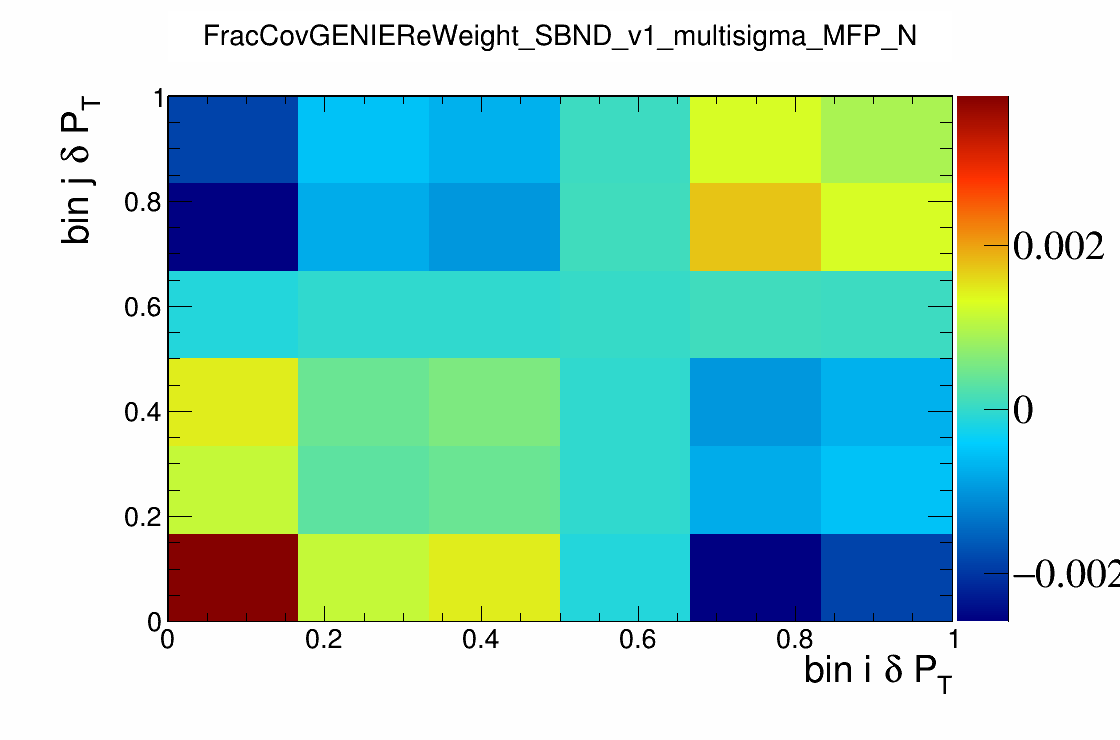 FracCovGENIEReWeight_SBND_v1_multisigma_MFP_N
bin j δ P_T
1
0.8
0.6
0.4
0.2
0
0 0.2 0.4 0.6 0.8 1
bin i δ P_T
0.002
0
−0.002